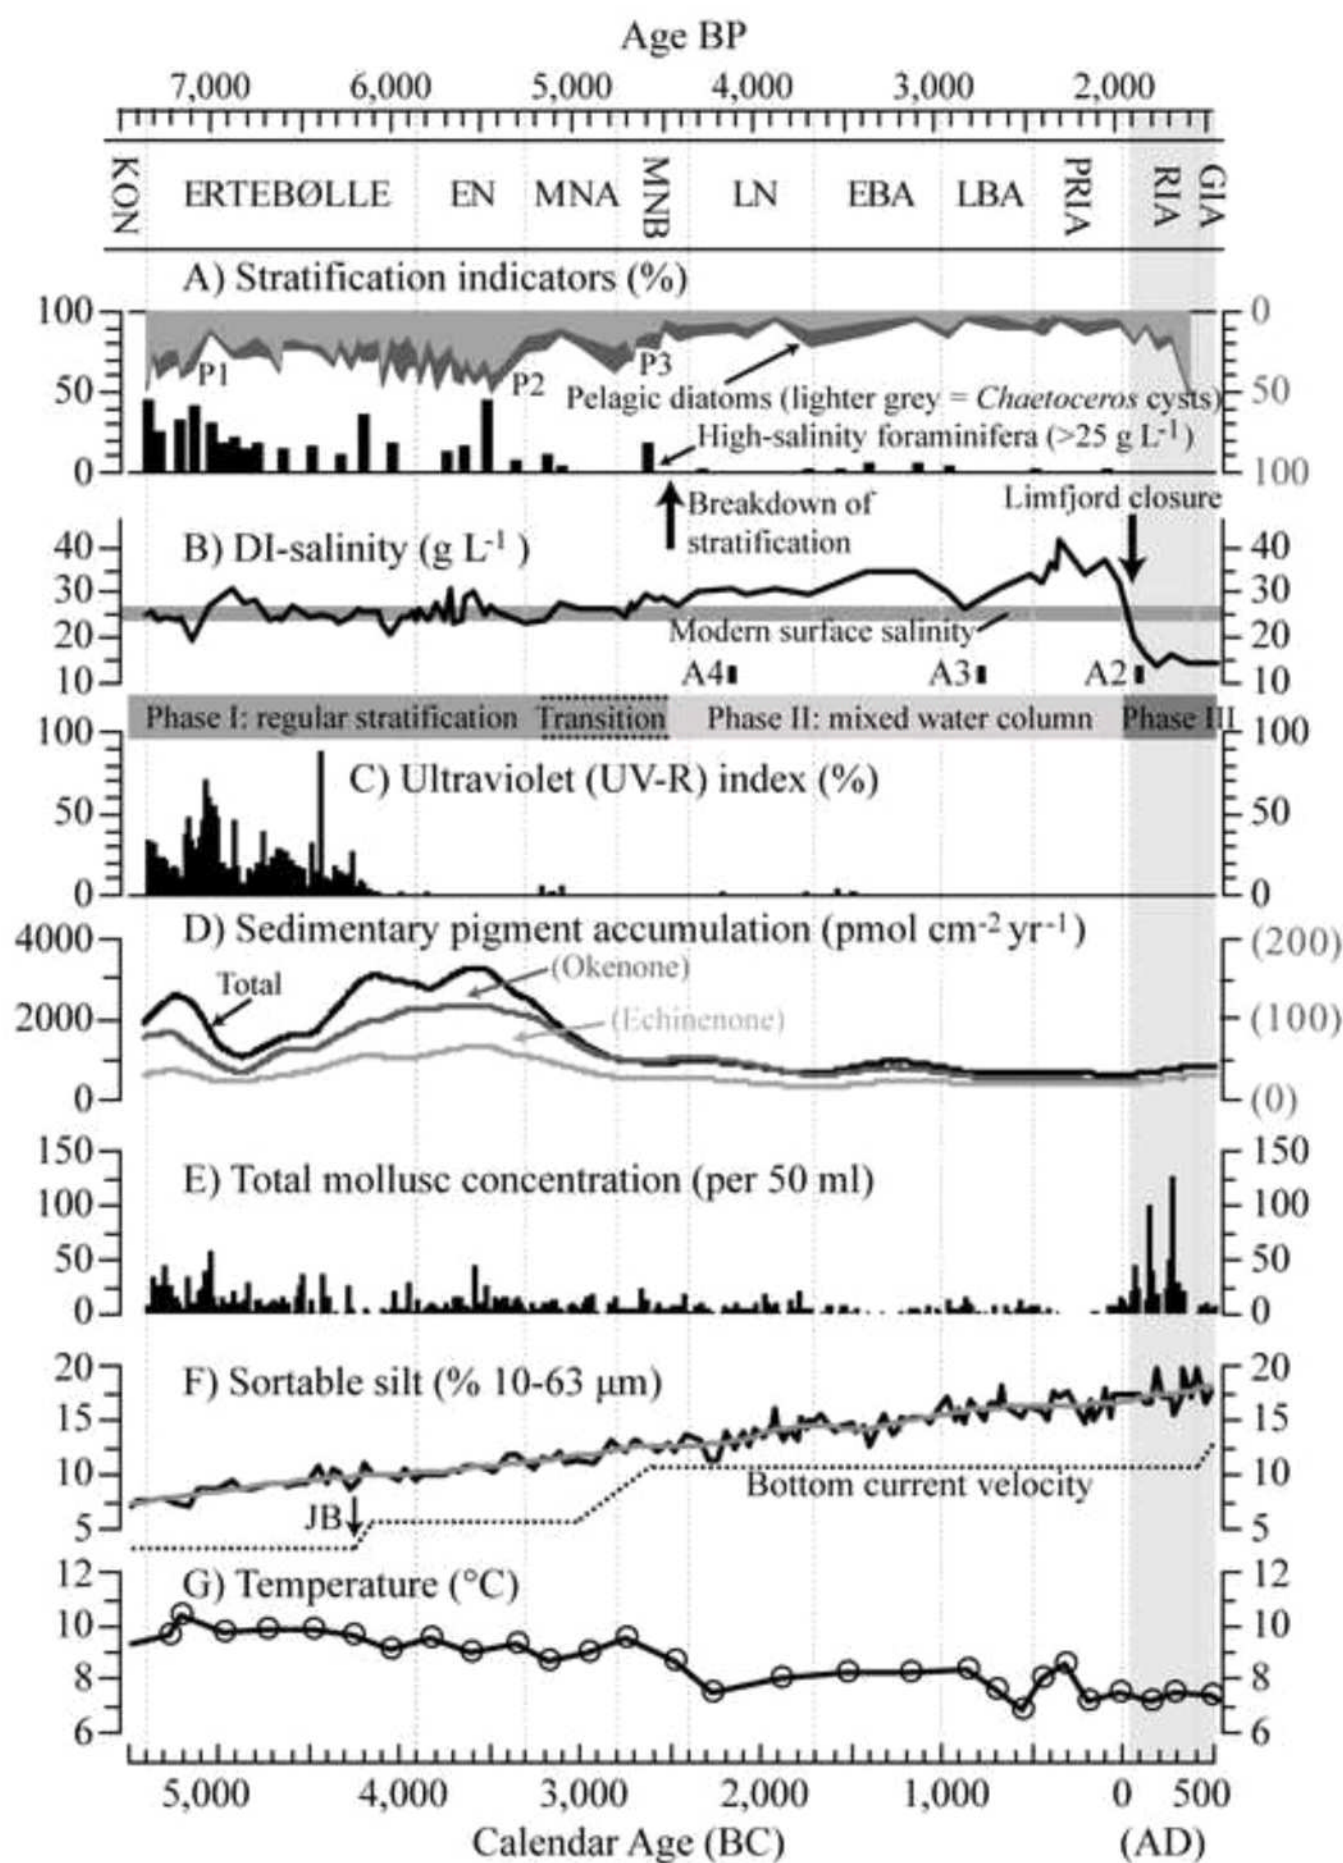 Age BP
7,000 6,000 5,000 4,000 3,000 2,000
KON ERTEBØLLE EN MNA MNB LN EBA LBA PRIA RIA GIA
A) Stratification indicators (%)
100 0
P1 P2 P3
50 50
Pelagic diatoms (lighter grey = Chaetoceros cysts)
High-salinity foraminifera (>25 g L-1)
0 100
Breakdown of stratification
Limfjord closure
B) DI-salinity (g L-1 )
40 40
30 30
Modern surface salinity
20 20
A4 A3 A2
10 10
Phase I: regular stratification Transition Phase II: mixed water column Phase III
100 100
C) Ultraviolet (UV-R) index (%)
50 50
0 0
D) Sedimentary pigment accumulation (pmol cm-2 yr-1)
4000 (200)
(Okenone)
Total
2000 (100)
(Echinenone)
0 (0)
150 150
E) Total mollusc concentration (per 50 ml)
100 100
50 50
0 0
20 20
F) Sortable silt (% 10-63 µm)
15 15
10 10
Bottom current velocity
JB
5 5
12 12
G) Temperature (°C)
10 10
8 8
6 6
5,000 4,000 3,000 2,000 1,000 0 500
Calendar Age (BC) (AD)